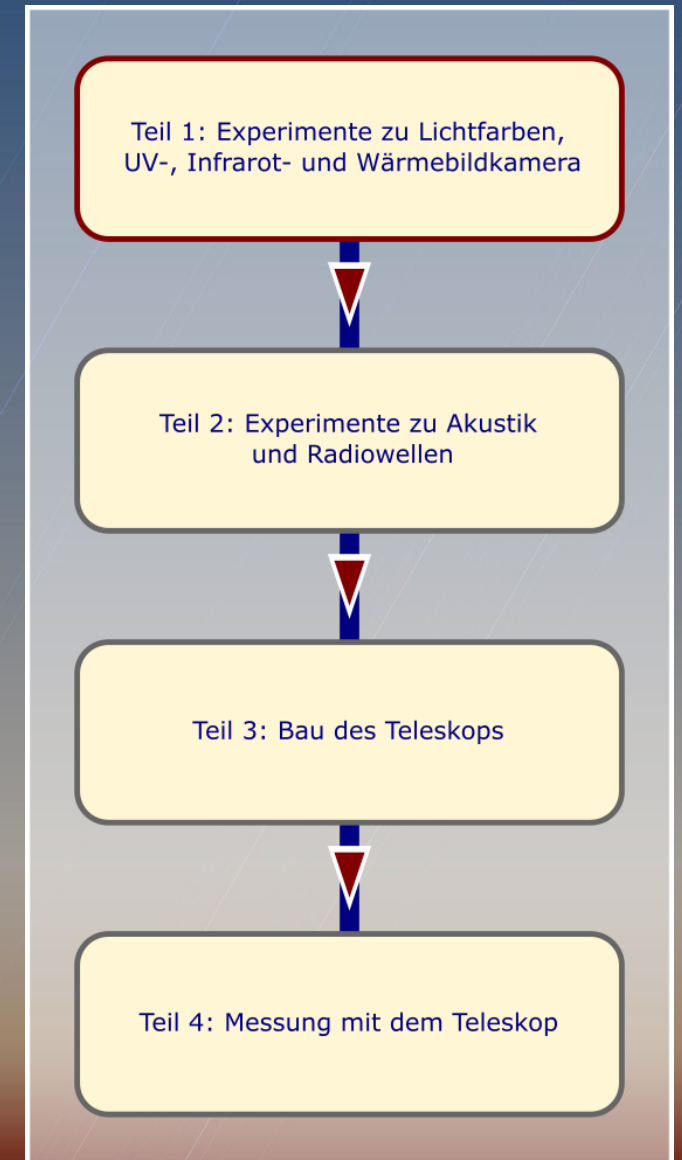 Teil 1: Experimente zu Lichtfarben,
UV-, Infrarot- und Wärmebildkamera
Teil 2: Experimente zu Akustik
und Radiowellen
Teil 3: Bau des Teleskops
Teil 4: Messung mit dem Teleskop